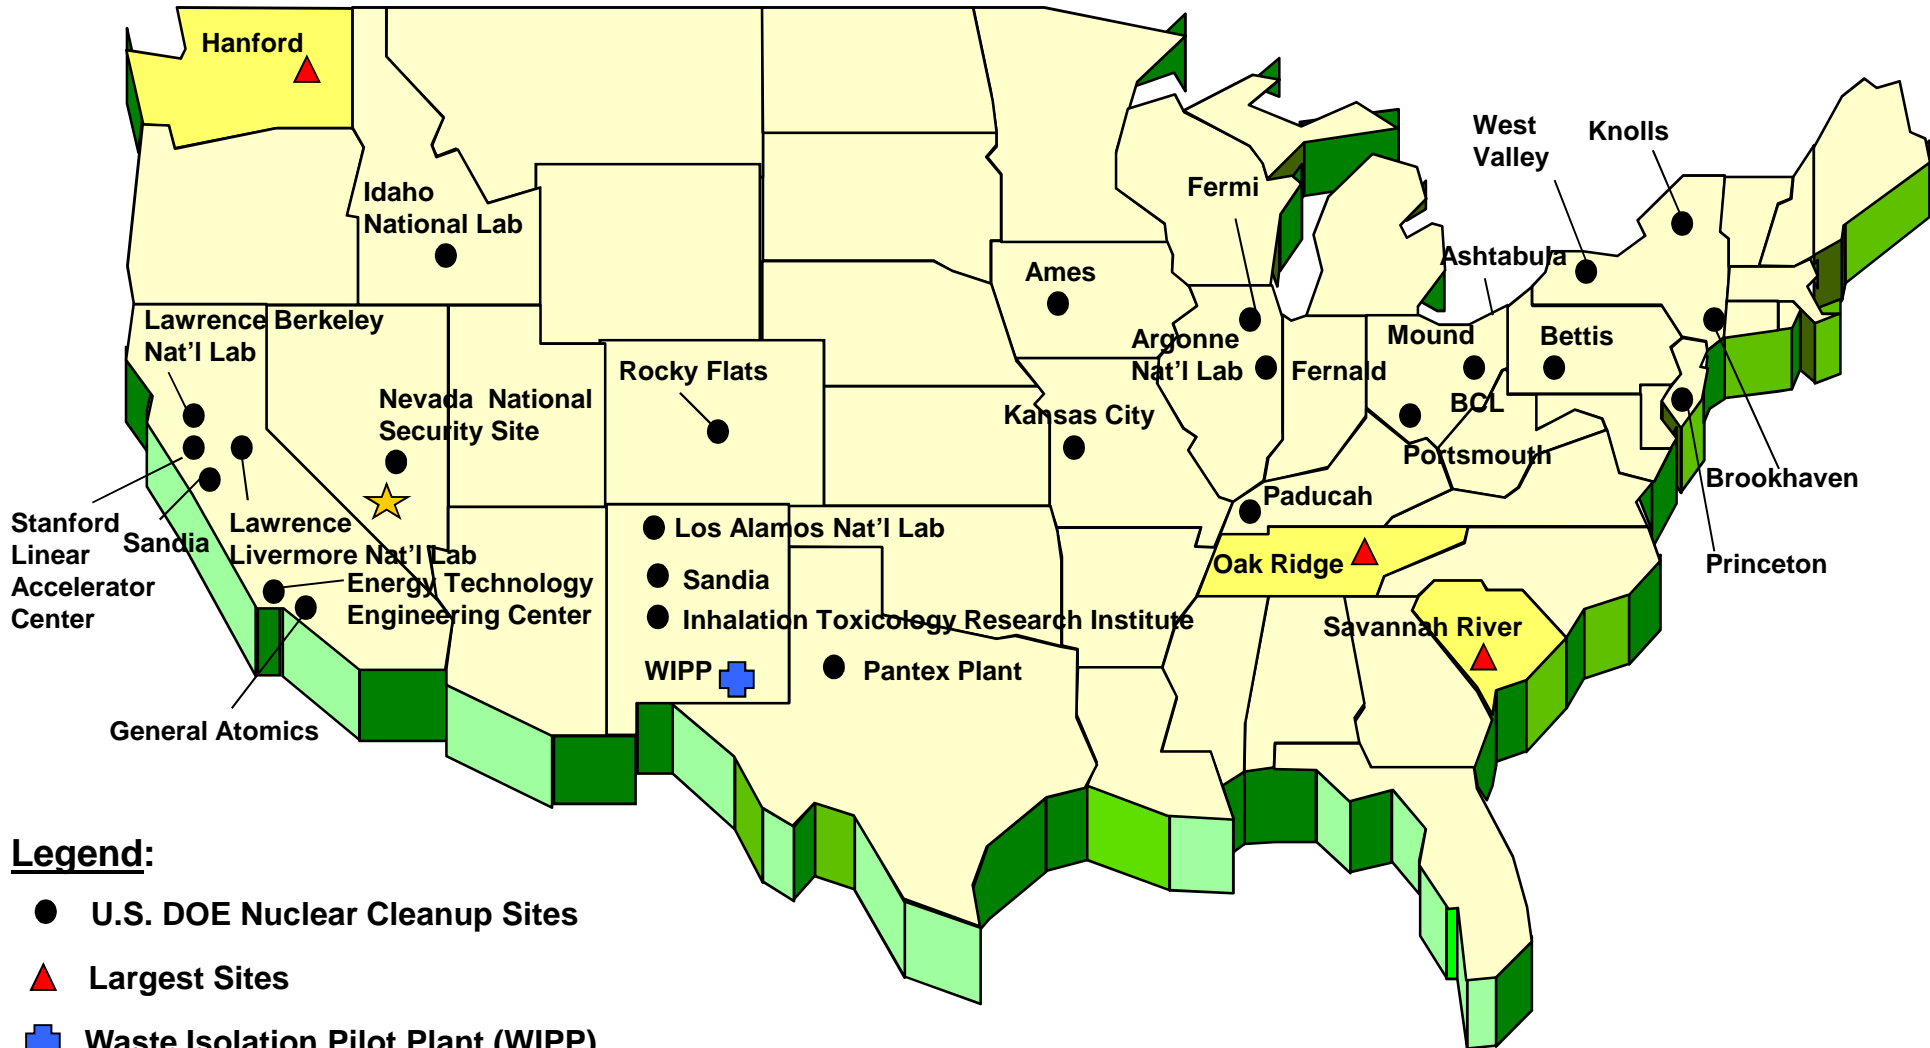 Hanford
West
Valley
Knolls
Idaho
National Lab
Fermi
Ashtabula
Ames
Lawrence Berkeley
Nat’l Lab
Argonne
Nat’l Lab
Mound
Bettis
Rocky Flats
Fernald
Nevada  National
Security Site
Kansas City
BCL
Portsmouth
Brookhaven
Paducah
Stanford
Linear
Accelerator
Center
Sandia
Lawrence
Livermore Nat’l Lab
Los Alamos Nat’l Lab
Oak Ridge
Princeton
Energy Technology
Engineering Center
Sandia
Inhalation Toxicology Research Institute
Savannah River
WIPP
Pantex Plant
General Atomics
Legend:
U.S. DOE Nuclear Cleanup Sites
Largest Sites
Waste Isolation Pilot Plant (WIPP)